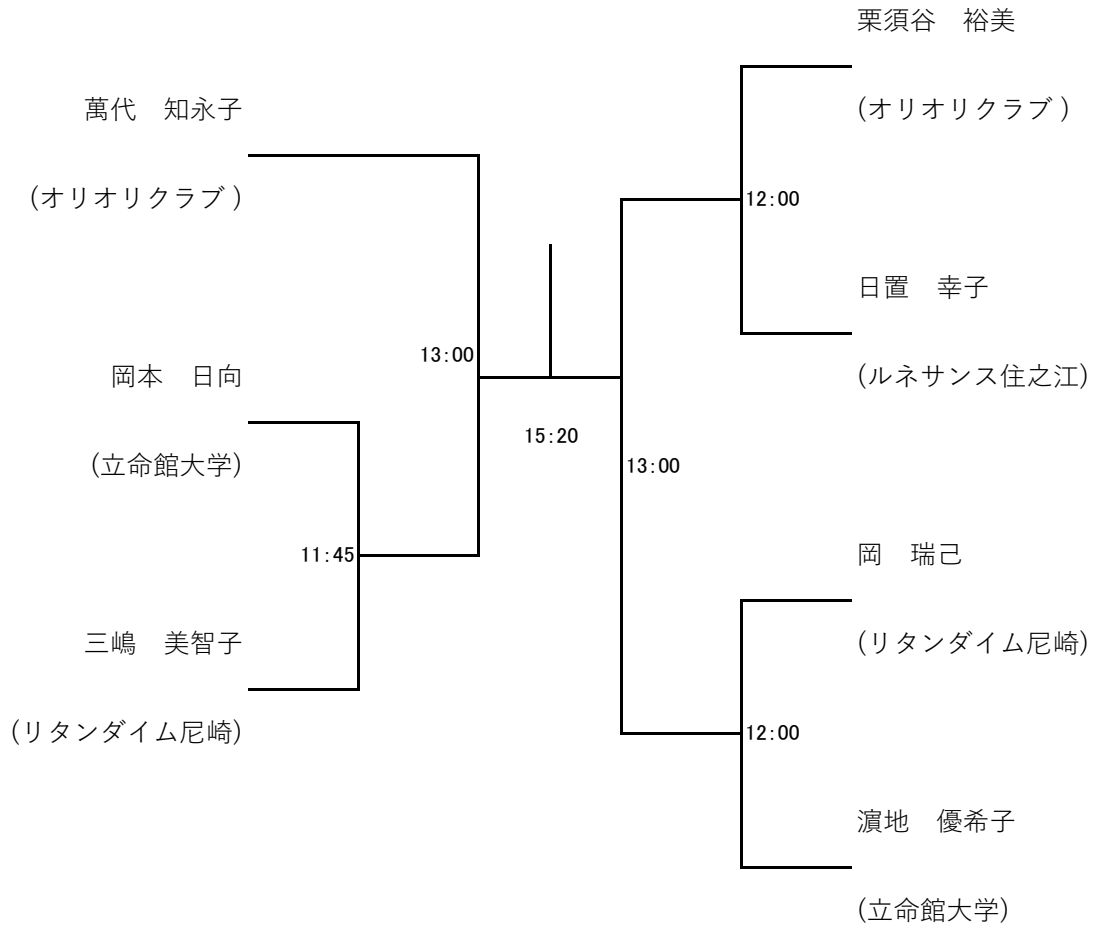 栗須谷　裕美
(オリオリクラブ)
萬代　知永子
(オリオリクラブ)
12:00
日置　幸子
(ルネサンス住之江)
13:00
岡本　日向
(立命館大学)
15:20
13:00
11:45
岡　瑞己
(リタンダイム尼崎)
三嶋　美智子
(リタンダイム尼崎)
12:00
濵地　優希子
(立命館大学)